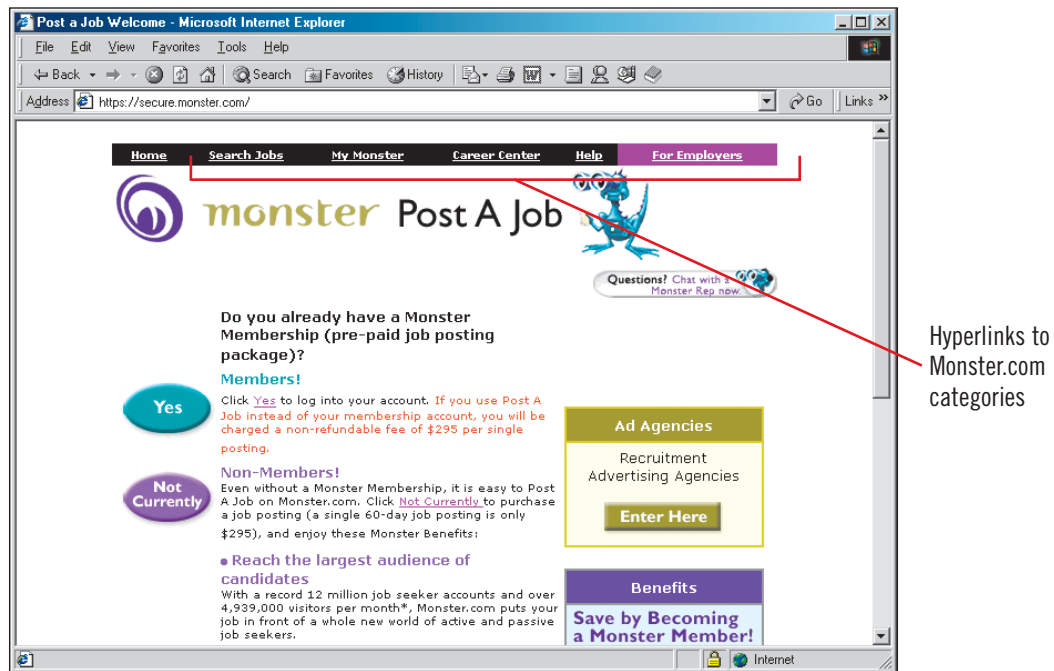 Post a Job Welcome - Microsoft Internet Explorer
File Edit View Favorites Tools Help
Back Search Favorites History
Address https://secure.monster.com/ Go Links »
Home Search Jobs My Monster Career Center Help For Employers
monster Post A Job
Questions? Chat with a
Monster Rep now.
Hyperlinks to
Monster.com
categories
Do you already have a Monster
Membership (pre-paid job posting
package)?
Members!
Yes
Click Yes to log into your account. If you use Post A
Job instead of your membership account, you will be
charged a non-refundable fee of $295 per single
posting.
Non-Members!
Not
Currently
Even without a Monster Membership, it is easy to Post
A Job on Monster.com. Click Not Currently to purchase
a job posting (a single 60-day job posting is only
$295), and enjoy these Monster Benefits:
• Reach the largest audience of
candidates
With a record 12 million job seeker accounts and over
4,939,000 visitors per month*, Monster.com puts your
job in front of a whole new world of active and passive
job seekers.
Ad Agencies
Recruitment
Advertising Agencies
Enter Here
Benefits
Save by Becoming
a Monster Member!
Internet